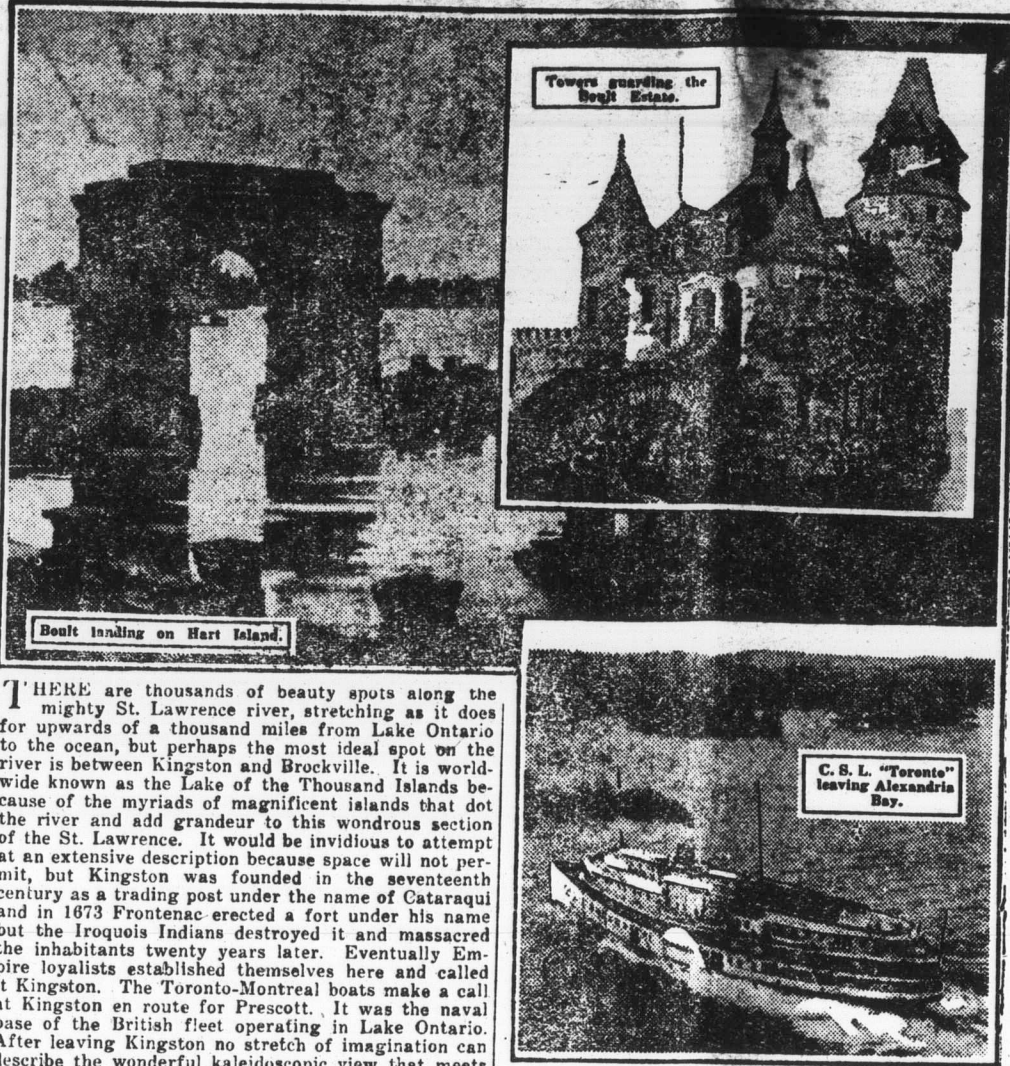 Towers guarding the
Boult Estate.
Boult landing on Hart Island.
C. S. L. "Toronto"
leaving Alexandria
Bay.
THERE are thousands of beauty spots along the
mighty St. Lawrence river, stretching as it does
for upwards of a thousand miles from Lake Ontario
to the ocean, but perhaps the most ideal spot on the
river is between Kingston and Brockville. It is world-
wide known as the Lake of the Thousand Islands be-
cause of the myriads of magnificent islands that dot
the river and add grandeur to this wondrous section
of the St. Lawrence. It would be invidious to attempt
at an extensive description because space will not per-
mit, but Kingston was founded in the seventeenth
century as a trading post under the name of Cataraqui
and in 1673 Frontenac erected a fort under his name
but the Iroquois Indians destroyed it and massacred
the inhabitants twenty years later. Eventually Em-
pire loyalists established themselves here and called
it Kingston. The Toronto-Montreal boats make a call
at Kingston en route for Prescott. It was the naval
base of the British fleet operating in Lake Ontario.
After leaving Kingston no stretch of imagination can
describe the wonderful kaleidoscopic view that meets